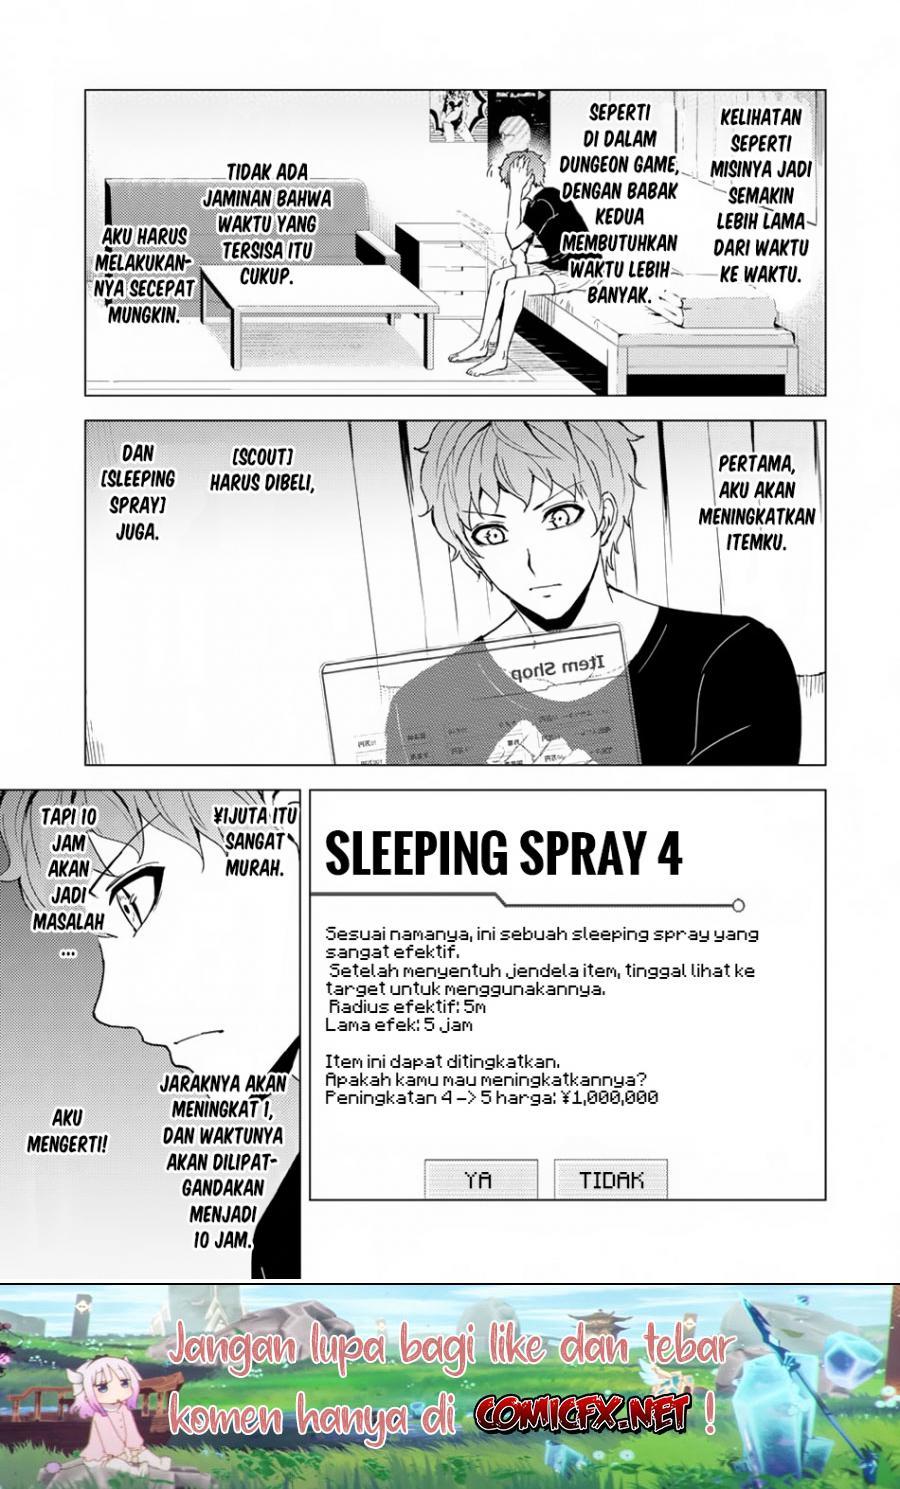 KELIHATAN
SEPERTI
MISINYA JADI
SEMAKIN
LEBIH LAMA
DARI WAKTU
KE WAKTU.
SEPERTI
DI DALAM
DUNGEON GAME,
DENGAN BABAK
KEDUA
MEMBUTUHKAN
WAKTU LEBIH
BANYAK.
TIDAK ADA
JAMINAN BAHWA
WAKTU YANG
TERSISA ITU
CUKUP.
AKU HARUS
MELAKUKAN-
NYA SECEPAT
MUNGKIN.
PERTAMA,
AKU AKAN
MENINGKATKAN
ITEMKU.
[SCOUT]
HARUS DIBELI,
DAN
[SLEEPING
SPRAY]
JUGA.
Item Shop
SLEEPING SPRAY 4
Sesuai namanya, ini sebuah sleeping spray yang
sangat efektif.
Setelah menyentuh jendela item, tinggal lihat ke
target untuk menggunakannya.
Radius efektif: 5m
Lama efek: 5 jam
Item ini dapat ditingkatkan.
Apakah kamu mau meningkatkannya?
Peningkatan 4 -> 5 harga: ¥1,000,000
YA
TIDAK
¥1JUTA ITU
SANGAT
MURAH.
TAPI 10
JAM
AKAN
JADI
MASALAH
...
JARAKNYA AKAN
MENINGKAT 1,
DAN WAKTUNYA
AKAN DILIPAT-
GANDAKAN
MENJADI
10 JAM.
AKU
MENGERTI!
Jangan lupa bagi like dan tebar
komen hanya di COMICFX.NET !